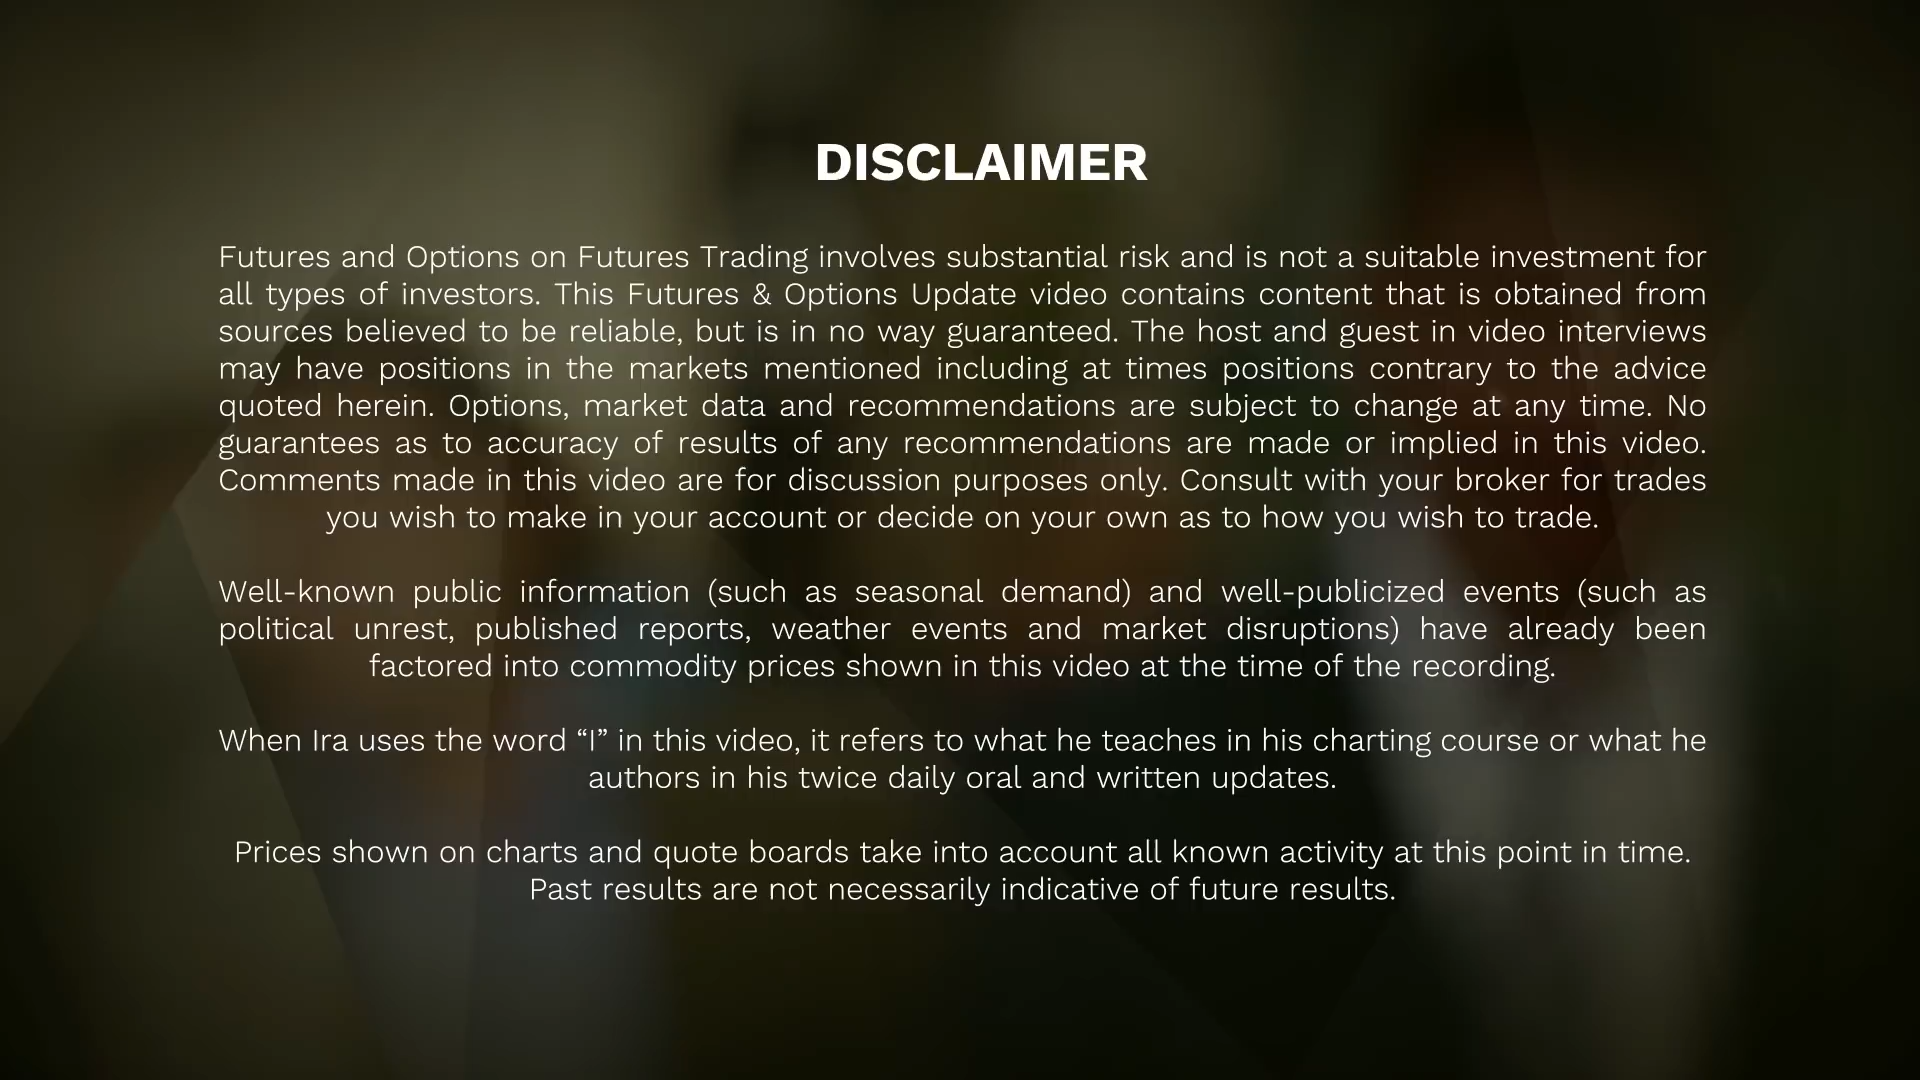 DISCLAIMER
Futures and Options on Futures Trading involves substantial risk and is not a suitable investment for
all types of investors. This Futures & Options Update video contains content that is obtained from
sources believed to be reliable, but is in no way guaranteed. The host and guest in video interviews
may have positions in the markets mentioned including at times positions contrary to the advice
quoted herein. Options, market data and recommendations are subject to change at any time. No
guarantees as to accuracy of results of any recommendations are made or implied in this video.
Comments made in this video are for discussion purposes only. Consult with your broker for trades
you wish to make in your account or decide on your own as to how you wish to trade.
Well-known public information (such as seasonal demand) and well-publicized events (such as
political unrest, published reports, weather events and market disruptions) have already been
factored into commodity prices shown in this video at the time of the recording.
When Ira uses the word “I” in this video, it refers to what he teaches in his charting course or what he
authors in his twice daily oral and written updates.
Prices shown on charts and quote boards take into account all known activity at this point in time.
Past results are not necessarily indicative of future results.